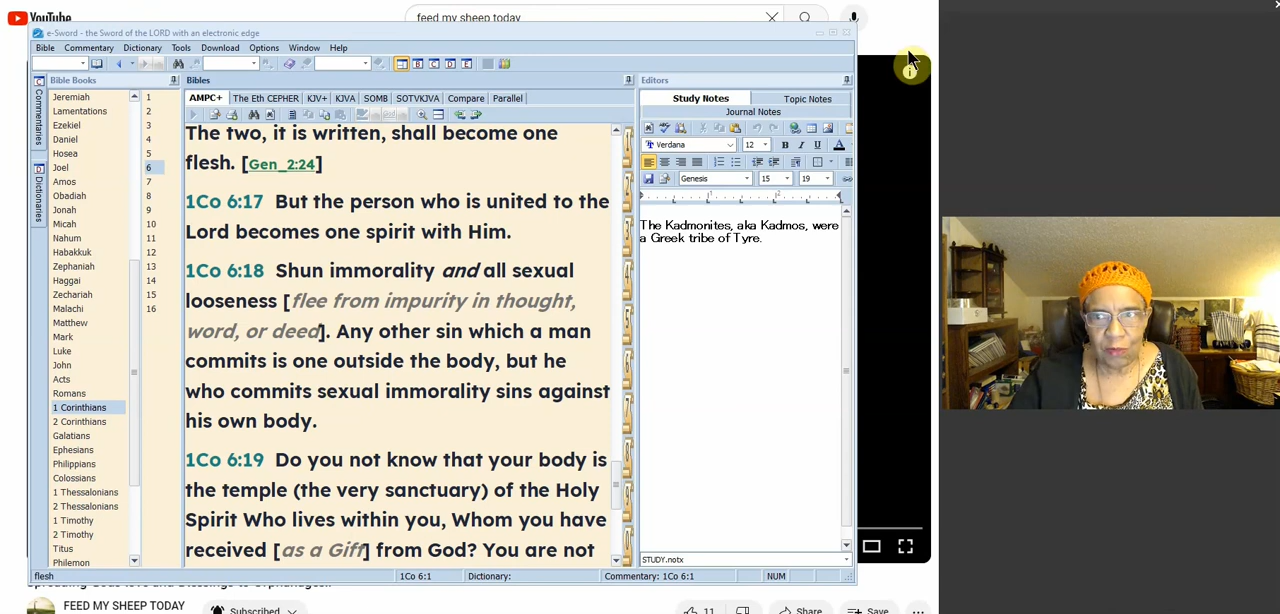 YouTube
feed my sheep today
e-Sword - the Sword of the LORD with an electronic edge
Bible Commentary Dictionary Tools Download Options Window Help
Bible Books
Bibles
Editors
Commentaries
Dictionaries
Jeremiah
Lamentations
Ezekiel
Daniel
Hosea
Joel
Amos
Obadiah
Jonah
Micah
Nahum
Habakkuk
Zephaniah
Haggai
Zechariah
Malachi
Matthew
Mark
Luke
John
Acts
Romans
1 Corinthians
2 Corinthians
Galatians
Ephesians
Philippians
Colossians
1 Thessalonians
2 Thessalonians
1 Timothy
2 Timothy
Titus
Philemon
1
2
3
4
5
6
7
8
9
10
11
12
13
14
15
16
AMPC+ The Eth CEPHER KJV+ KJVA SOMB SOTVKJVA Compare Parallel
The two, it is written, shall become one
flesh. [Gen_2:24]
1Co 6:17 But the person who is united to the
Lord becomes one spirit with Him.
1Co 6:18 Shun immorality and all sexual
looseness [flee from impurity in thought,
word, or deed]. Any other sin which a man
commits is one outside the body, but he
who commits sexual immorality sins against
his own body.
1Co 6:19 Do you not know that your body is
the temple (the very sanctuary) of the Holy
Spirit Who lives within you, Whom you have
received [as a Gift] from God? You are not
Study Notes Topic Notes
Journal Notes
Verdana 12 B I U A
Genesis 15 19
The Kadmonites, aka Kadmos, were
a Greek tribe of Tyre.
STUDY.notx
flesh 1Co 6:1 Dictionary: Commentary: 1Co 6:1 NUM
FEED MY SHEEP TODAY
Subscribed
11
Share
Save